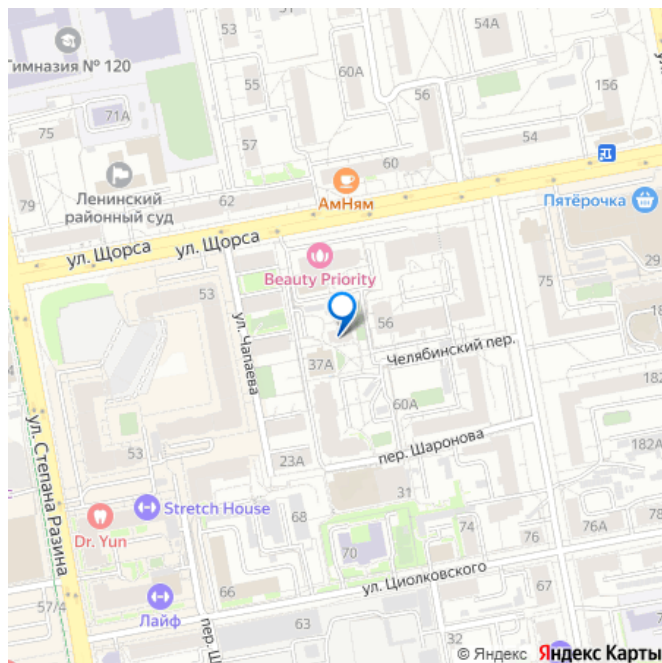 53
54А
Гимназия № 120
60А
55
56
156
71А
75
57
54
60
АмНям
Ленинский
районный суд
79
62
Пятёрочка
ул. Щорса
ул. Щорса
Beauty Priority
29
75
53
56
ул. Чапаева
37А
Челябинский пер.
182
60А
ул. Степана Разина
53
23А
пер. Шаронова
182А
Stretch House
31
Dr. Yun
68
74
76А
78
70
66
ул. Циолковского
67
57/4
Лайф
63
32
© Яндекс Яндекс Карты